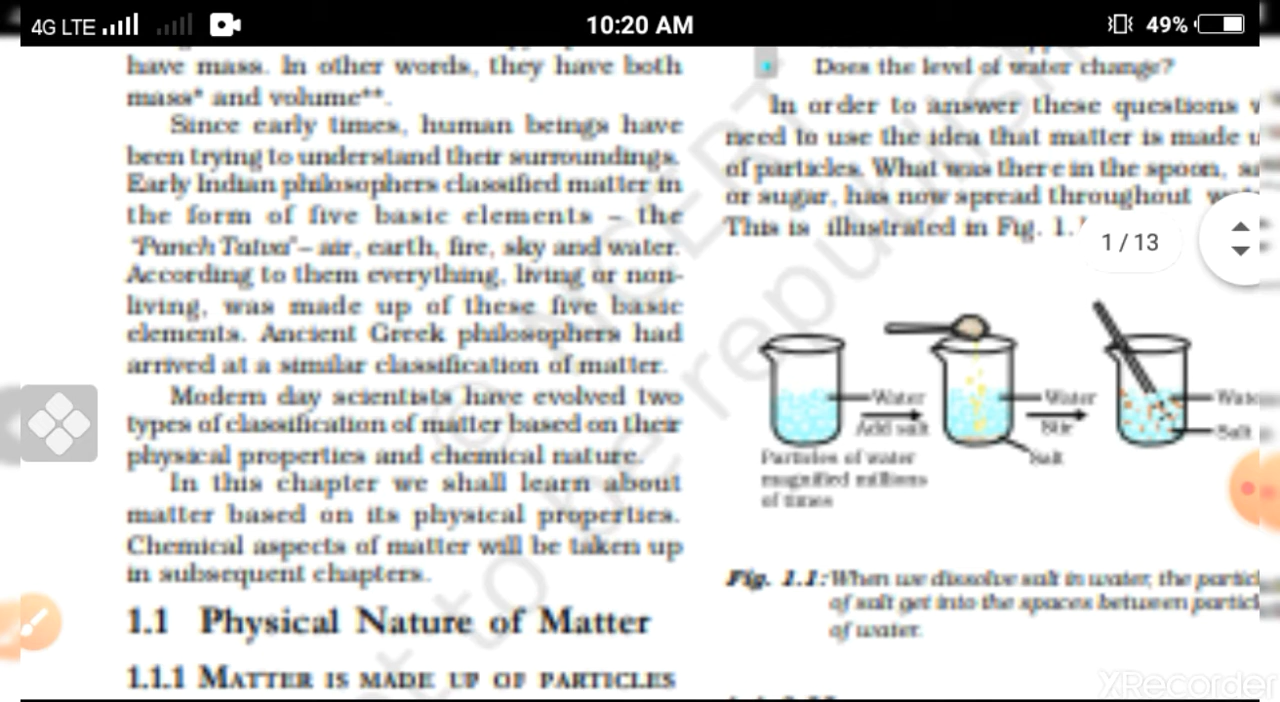 4G LTE
10:20 AM
49%
have mass. In other words, they have both
mass* and volume**.
Since early times, human beings have
been trying to understand their surroundings.
Early Indian philosophers classified matter in
the form of five basic elements – the
"Panch Tatva"– air, earth, fire, sky and water.
According to them everything, living or non-
living, was made up of these five basic
elements. Ancient Greek philosophers had
arrived at a similar classification of matter.
Modern day scientists have evolved two
types of classification of matter based on their
physical properties and chemical nature.
In this chapter we shall learn about
matter based on its physical properties.
Chemical aspects of matter will be taken up
in subsequent chapters.
1.1 Physical Nature of Matter
1.1.1 MATTER IS MADE UP OF PARTICLES
Does the level of water change?
In order to answer these questions
need to use the idea that matter is made
of particles. What was there in the spoon,
or sugar, has now spread throughout
This is illustrated in Fig. 1.
1 / 13
Water
Add salt
Water
Stir
Salt
Salt
Particles of water
magnified millions
of times
Fig. 1.1: When we dissolve salt in water, the
of salt get into the spaces between
of water.
© NCERT
not to be republished
XRecorder